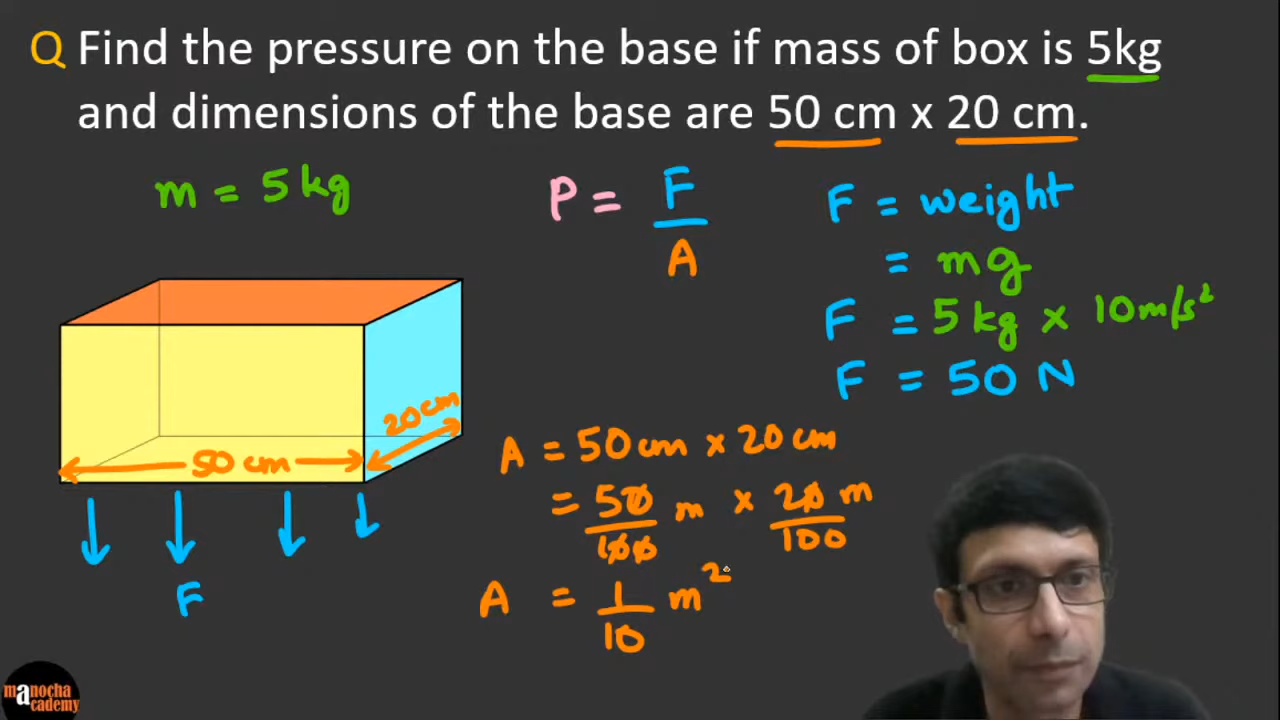 Q Find the pressure on the base if mass of box is 5kg
and dimensions of the base are 50 cm x 20 cm.
m = 5 kg
P = F/A
F = weight
= mg
F = 5 kg × 10 m/s²
F = 50 N
20 cm
50 cm
F
A = 50 cm × 20 cm
= 50/100 m × 20/100 m
A = 1/10 m²
manocha
academy